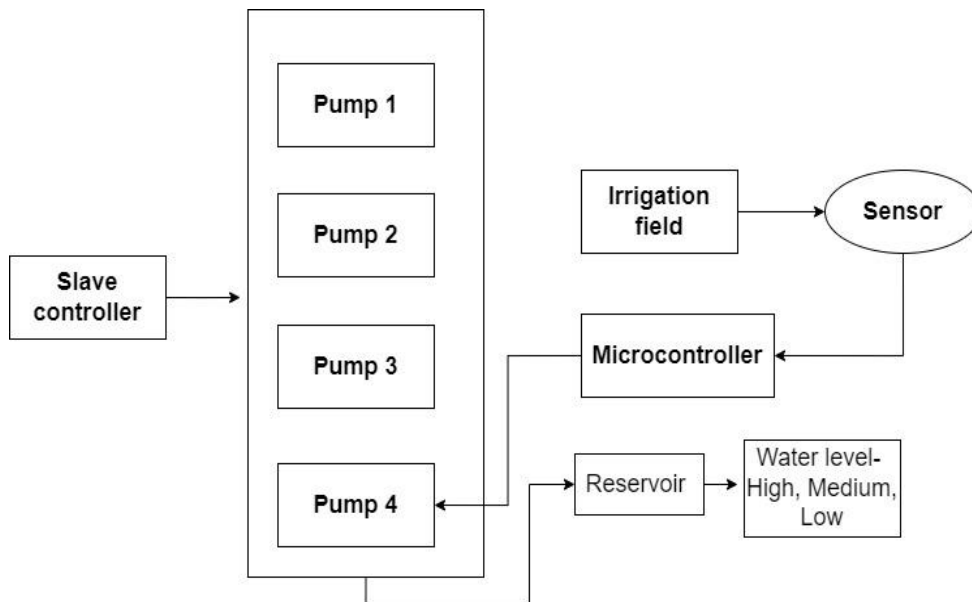 Pump 1
Pump 2
Pump 3
Pump 4
Slave
controller
Irrigation
field
Sensor
Microcontroller
Reservoir
Water level-
High, Medium,
Low